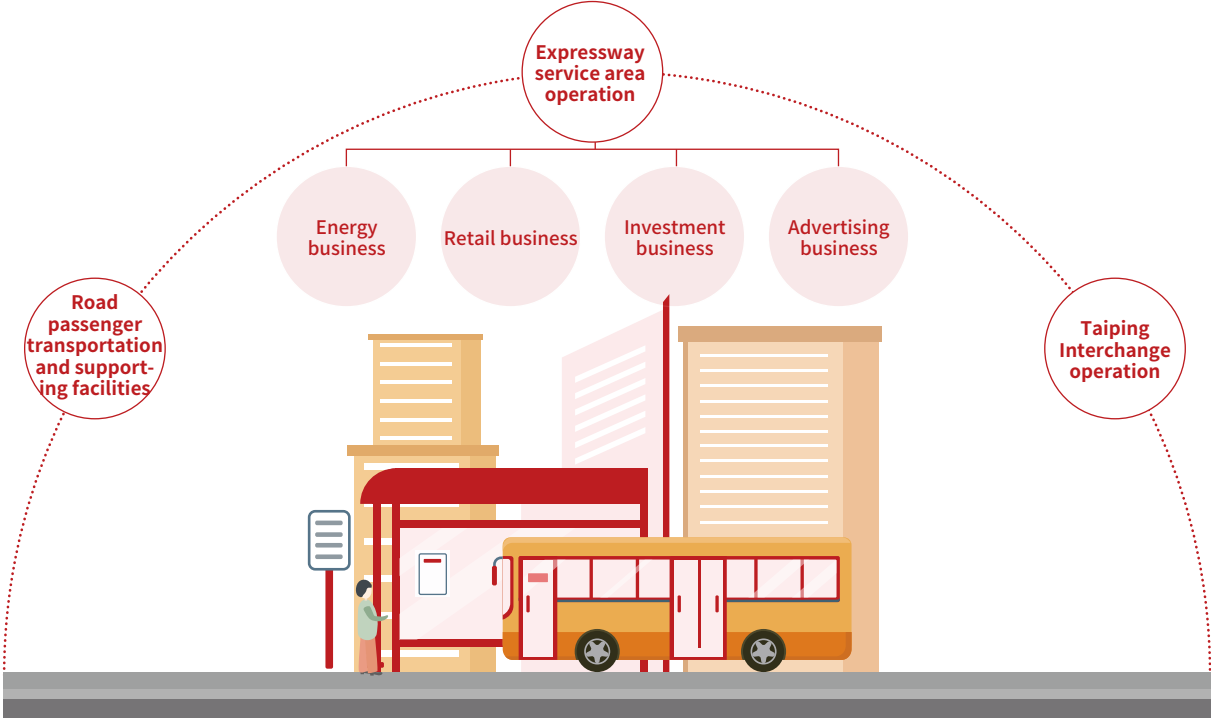 Expressway
service area
operation
Energy
business
Retail business
Investment
business
Advertising
business
Road
passenger
transportation
and support-
ing facilities
Taiping
Interchange
operation